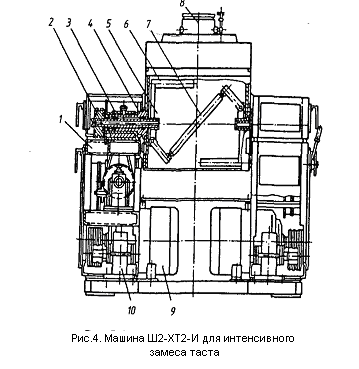 8
2 3 4 5 6 7
1
10 9
Рис.4. Машина Ш2-ХТ2-И для интенсивного
замеса таста